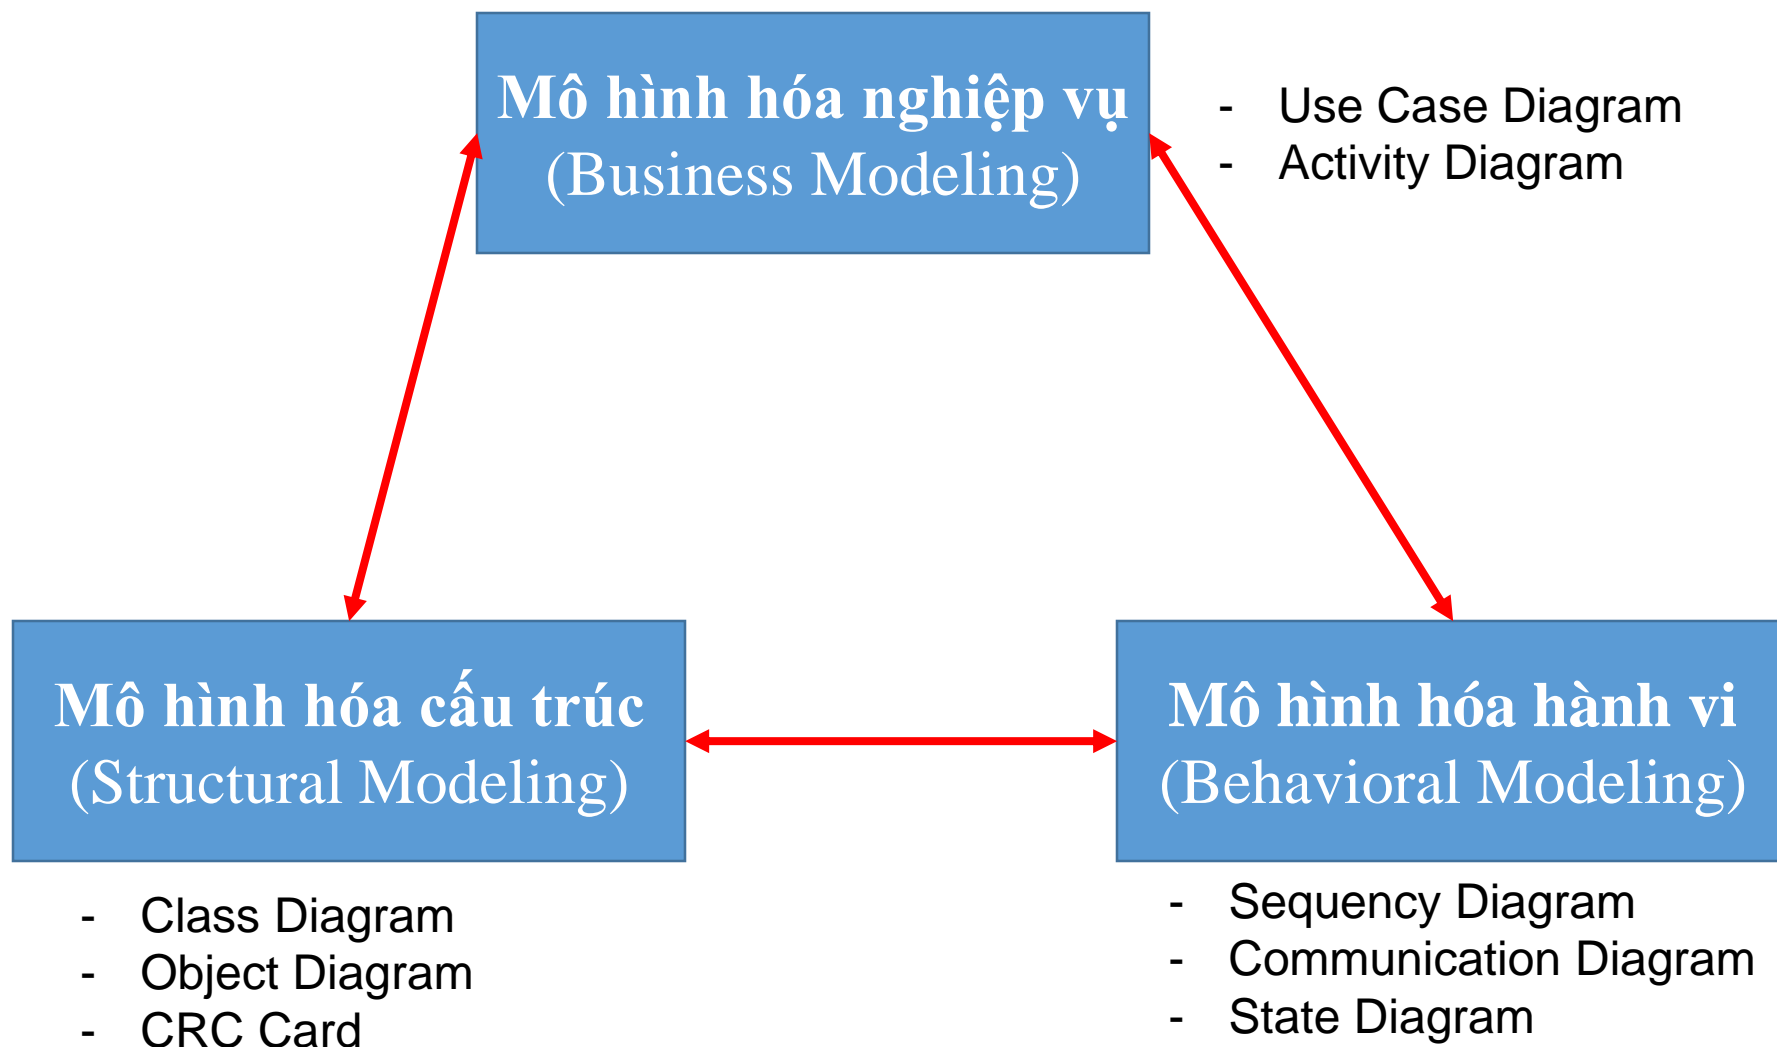 Mô hình hóa nghiệp vụ
(Business Modeling)
- Use Case Diagram
- Activity Diagram
Mô hình hóa cấu trúc
(Structural Modeling)
Mô hình hóa hành vi
(Behavioral Modeling)
- Class Diagram
- Object Diagram
- CRC Card
- Sequency Diagram
- Communication Diagram
- State Diagram